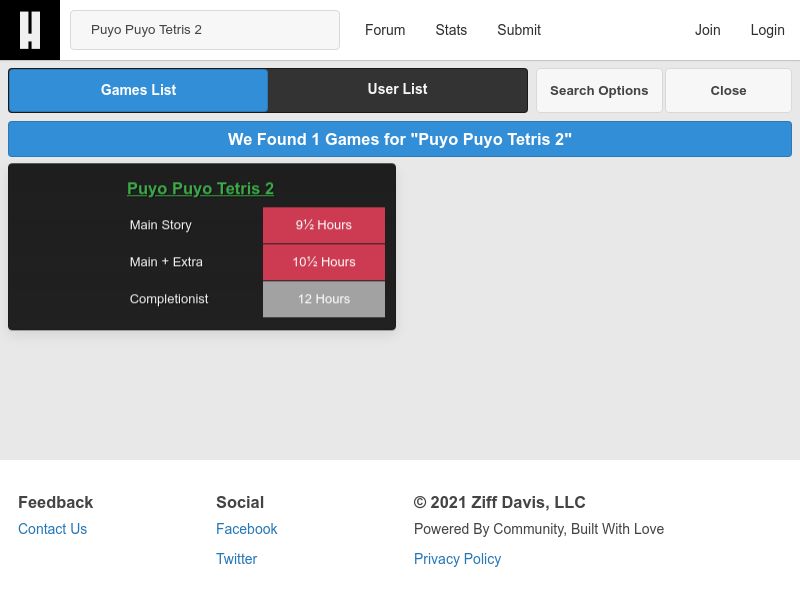 Puyo Puyo Tetris 2 Forum Stats Submit Join Login
Games List User List Search Options Close
We Found 1 Games for "Puyo Puyo Tetris 2"
Puyo Puyo Tetris 2
Main Story 9½ Hours
Main + Extra 10½ Hours
Completionist 12 Hours
Feedback Social © 2021 Ziff Davis, LLC
Contact Us Facebook Powered By Community, Built With Love
Twitter Privacy Policy